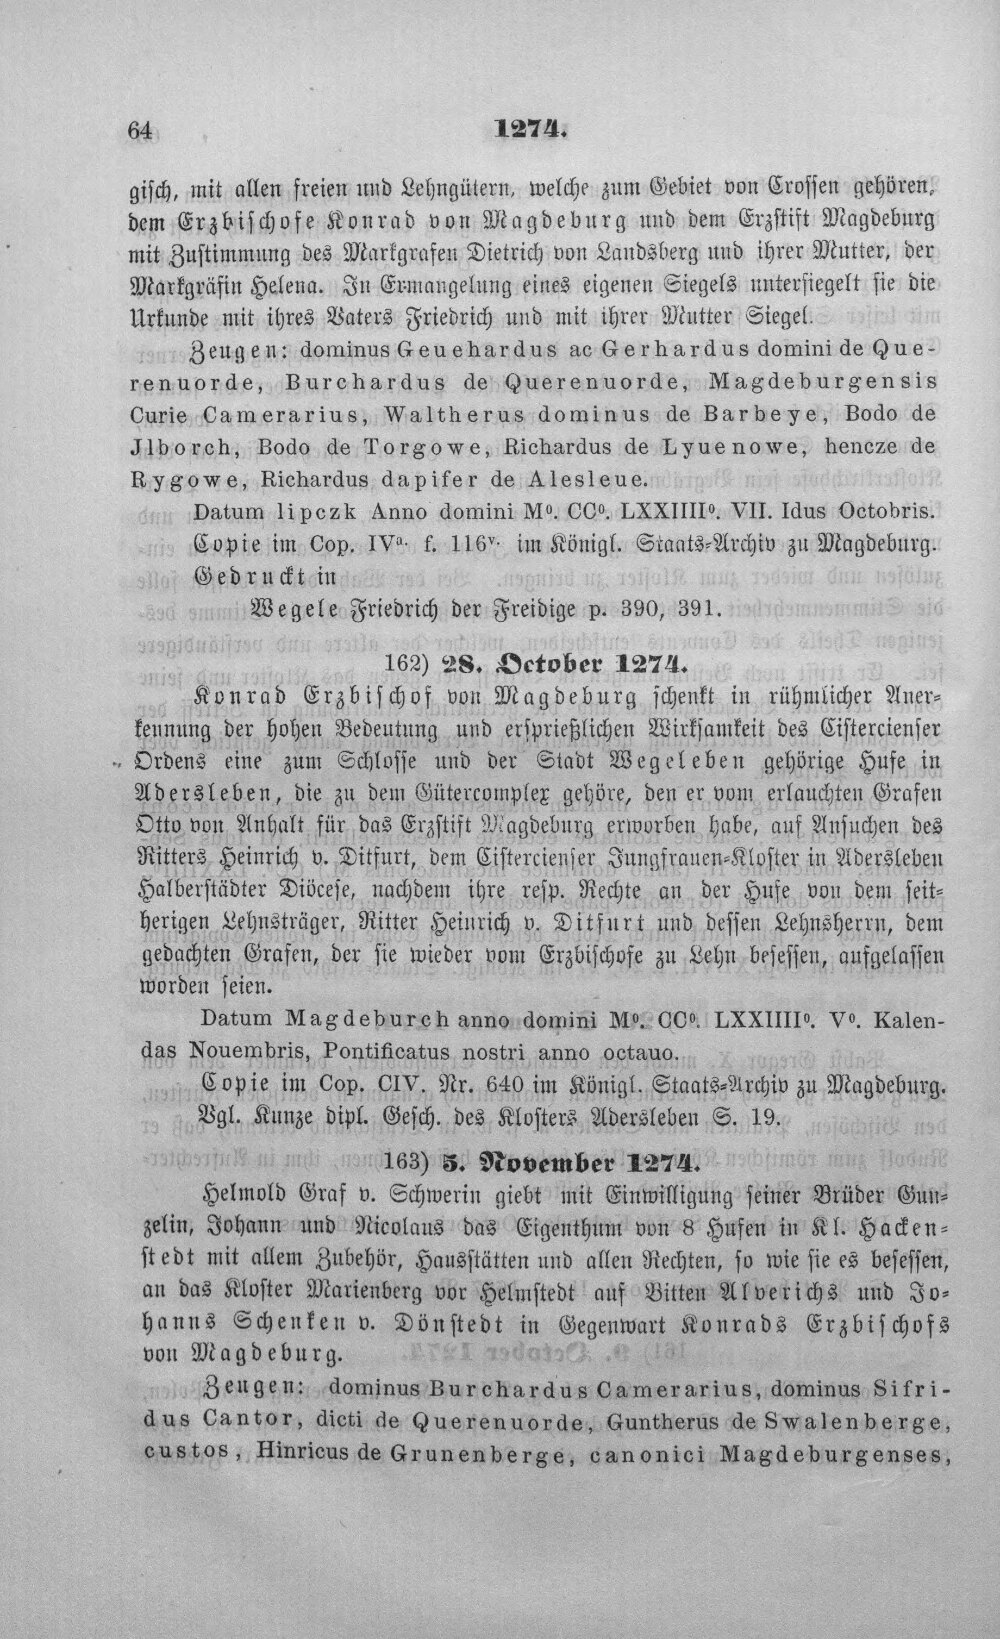 64
1274.
gisch, mit allen freien und Lehngütern, welche zum Gebiet von Crossen gehören,
dem Erzbischofe Konrad von Magdeburg und dem Erzstift Magdeburg
mit Zustimmung des Markgrafen Dietrich von Landsberg und ihrer Mutter, der
Markgräfin Helena. In Ermangelung eines eigenen Siegels untersiegelt sie die
Urkunde mit ihres Vaters Friedrich und mit ihrer Mutter Siegel.
Zeugen: dominus Geuehardus ac Gerhardus domini de Que-
renuorde, Burchardus de Querenuorde, Magdeburgensis
Curie Camerarius, Waltherus dominus de Barbeye, Bodo de
Jlborch, Bodo de Torgowe, Richardus de Lyuenowe, hencze de
Rygowe, Richardus dapifer de Alesleue.
Datum lipczk Anno domini Mº. CCº. LXXIIIIº. VII. Idus Octobris.
Copie im Cop. IVª. f. 116ᵛ. im Königl. Staats-Archiv zu Magdeburg.
Gedruckt in
Wegele Friedrich der Freidige p. 390, 391.
162) 28. October 1274.
Konrad Erzbischof von Magdeburg schenkt in rühmlicher Aner-
kennung der hohen Bedeutung und ersprießlichen Wirksamkeit des Cistercienser
Ordens eine zum Schlosse und der Stadt Wegeleben gehörige Hufe in
Adersleben, die zu dem Gütercomplex gehöre, den er vom erlauchten Grafen
Otto von Anhalt für das Erzstift Magdeburg erworben habe, auf Ansuchen des
Ritters Heinrich v. Ditfurt, dem Cistercienser Jungfrauen-Kloster in Adersleben
Halberstädter Diöcese, nachdem ihre resp. Rechte an der Hufe von dem seit-
herigen Lehnsträger, Ritter Heinrich v. Ditfurt und dessen Lehnsherrn, dem
gedachten Grafen, der sie wieder vom Erzbischofe zu Lehn besessen, aufgelassen
worden seien.
Datum Magdeburch anno domini Mº. CCº. LXXIIIIº. Vº. Kalen-
das Nouembris, Pontificatus nostri anno octauo.
Copie im Cop. CIV. Nr. 640 im Königl. Staats-Archiv zu Magdeburg.
Vgl. Kunze dipl. Gesch. des Klosters Adersleben S. 19.
163) 5. November 1274.
Helmold Graf v. Schwerin giebt mit Einwilligung seiner Brüder Gun-
zelin, Johann und Nicolaus das Eigenthum von 8 Hufen in Kl. Hacken-
stedt mit allem Zubehör, Hausstätten und allen Rechten, so wie sie es besessen,
an das Kloster Marienberg vor Helmstedt auf Bitten Alverichs und Jo-
hanns Schenken v. Dönstedt in Gegenwart Konrads Erzbischofs
von Magdeburg.
Zeugen: dominus Burchardus Camerarius, dominus Sifri-
dus Cantor, dicti de Querenuorde, Guntherus de Swalenberge,
custos, Hinricus de Grunenberge, canonici Magdeburgenses,